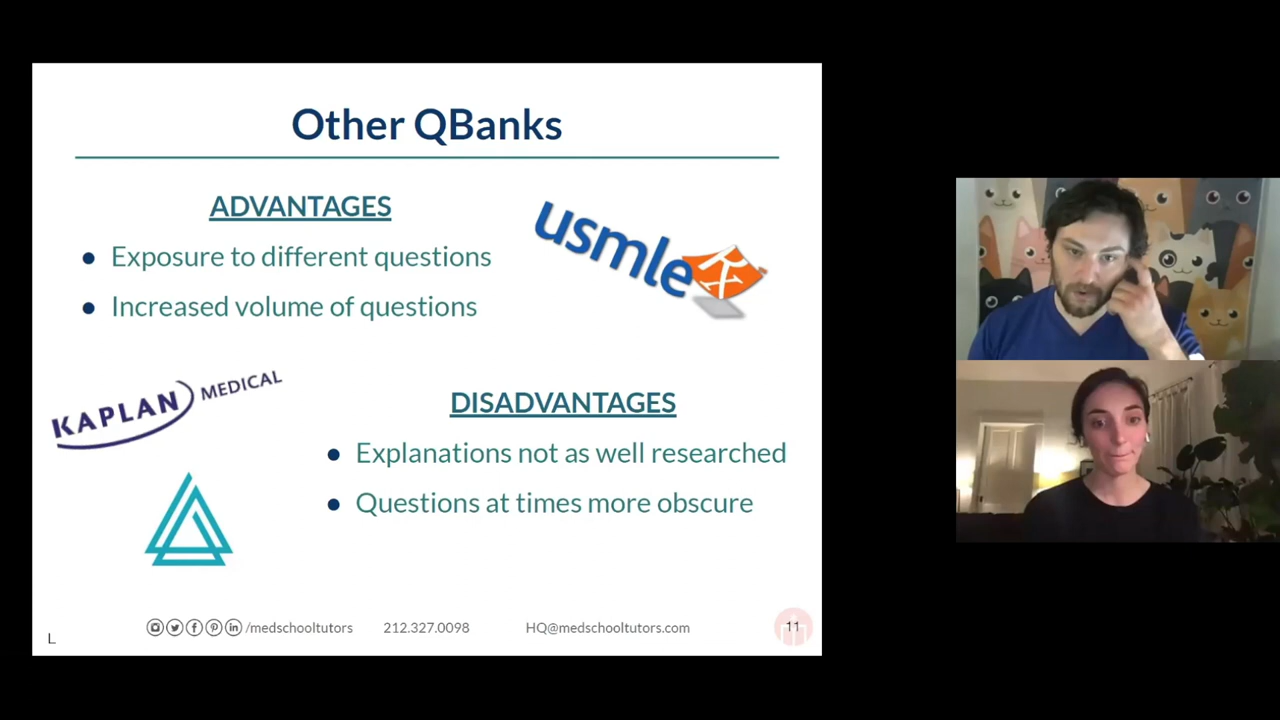 Other QBanks
ADVANTAGES
● Exposure to different questions
● Increased volume of questions
usmle Rx
KAPLAN MEDICAL
DISADVANTAGES
● Explanations not as well researched
● Questions at times more obscure
/medschooltutors 212.327.0098 HQ@medschooltutors.com 11
L